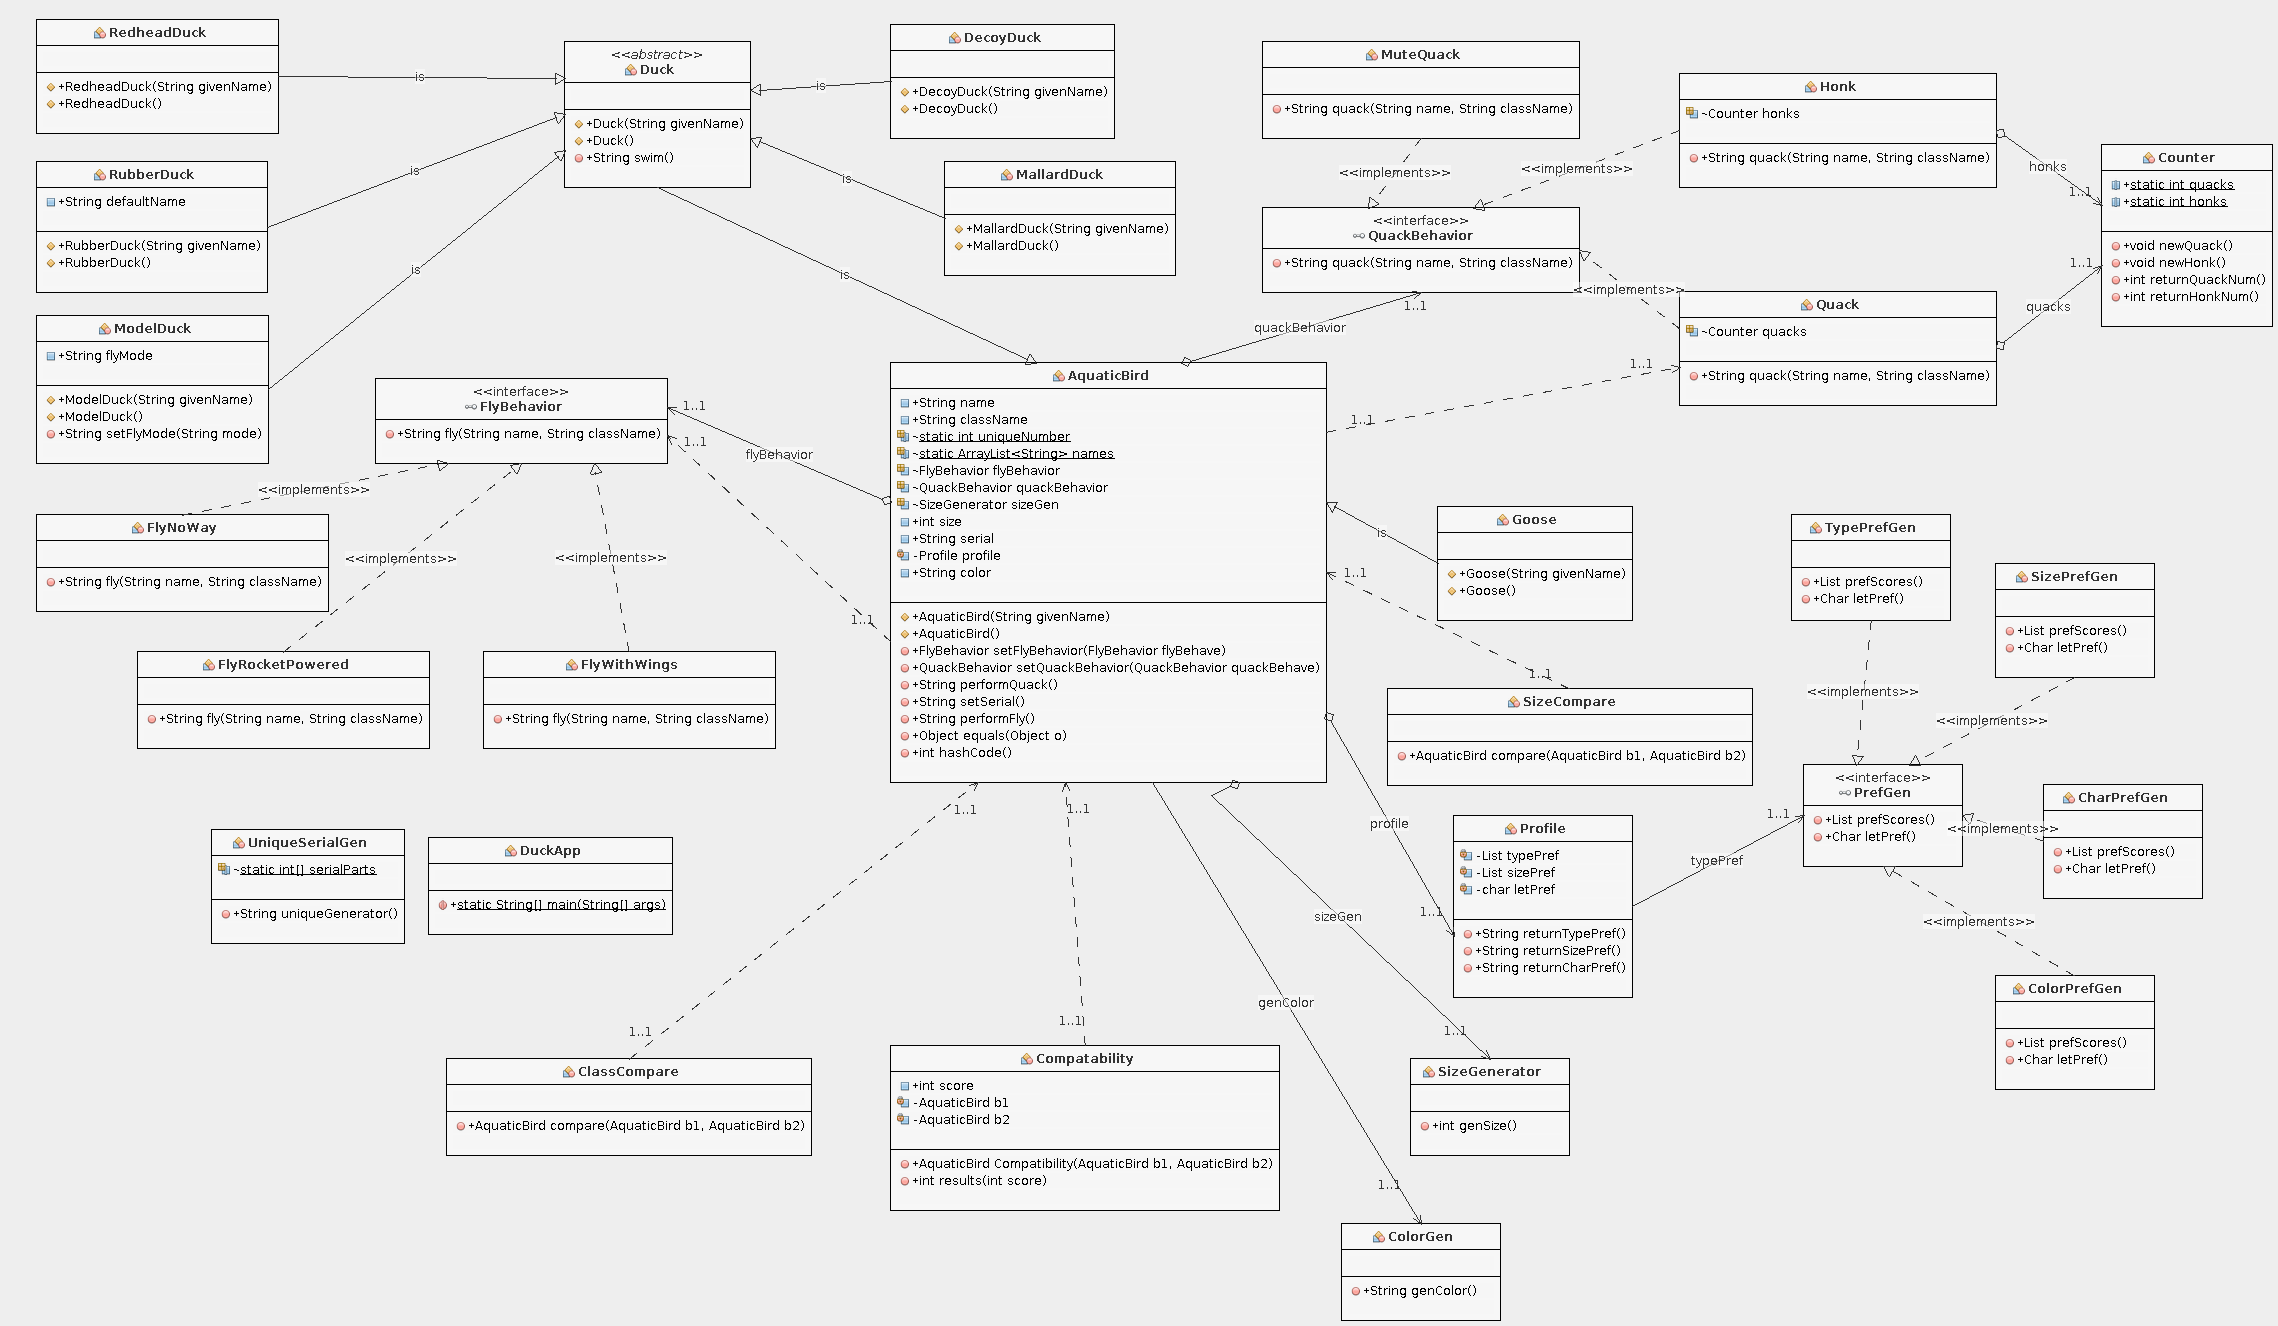 RedheadDuck
+RedheadDuck(String givenName)
+RedheadDuck()
is
<<abstract>>
Duck
+Duck(String givenName)
+Duck()
+String swim()
is
DecoyDuck
+DecoyDuck(String givenName)
+DecoyDuck()
MuteQuack
+String quack(String name, String className)
Honk
~Counter honks
+String quack(String name, String className)
honks
1..1
Counter
+static int quacks
+static int honks
+void newQuack()
+void newHonk()
+int returnQuackNum()
+int returnHonkNum()
RubberDuck
+String defaultName
+RubberDuck(String givenName)
+RubberDuck()
is
is
MallardDuck
+MallardDuck(String givenName)
+MallardDuck()
<<implements>>
<<implements>>
<<interface>>
QuackBehavior
+String quack(String name, String className)
<<implements>>
1..1
quacks
Quack
~Counter quacks
+String quack(String name, String className)
is
is
quackBehavior
1..1
ModelDuck
+String flyMode
+ModelDuck(String givenName)
+ModelDuck()
+String setFlyMode(String mode)
<<interface>>
FlyBehavior
+String fly(String name, String className)
1..1
1..1
flyBehavior
AquaticBird
+String name
+String className
~static int uniqueNumber
~static ArrayList<String> names
~FlyBehavior flyBehavior
~QuackBehavior quackBehavior
~SizeGenerator sizeGen
+int size
+String serial
-Profile profile
+String color
+AquaticBird(String givenName)
+AquaticBird()
+FlyBehavior setFlyBehavior(FlyBehavior flyBehave)
+QuackBehavior setQuackBehavior(QuackBehavior quackBehave)
+String performQuack()
+String setSerial()
+String performFly()
+Object equals(Object o)
+int hashCode()
1..1
1..1
<<implements>>
FlyNoWay
+String fly(String name, String className)
<<implements>>
<<implements>>
1..1
FlyRocketPowered
+String fly(String name, String className)
FlyWithWings
+String fly(String name, String className)
is
Goose
+Goose(String givenName)
+Goose()
1..1
1..1
SizeCompare
+AquaticBird compare(AquaticBird b1, AquaticBird b2)
TypePrefGen
+List prefScores()
+Char letPref()
SizePrefGen
+List prefScores()
+Char letPref()
<<implements>>
<<implements>>
<<interface>>
PrefGen
+List prefScores()
+Char letPref()
CharPrefGen
+List prefScores()
+Char letPref()
<<implements>>
<<implements>>
ColorPrefGen
+List prefScores()
+Char letPref()
1..1
typePref
Profile
-List typePref
-List sizePref
-char letPref
+String returnTypePref()
+String returnSizePref()
+String returnCharPref()
profile
1..1
UniqueSerialGen
~static int[] serialParts
+String uniqueGenerator()
DuckApp
+static String[] main(String[] args)
1..1
1..1
sizeGen
genColor
1..1
1..1
1..1
ClassCompare
+AquaticBird compare(AquaticBird b1, AquaticBird b2)
Compatability
+int score
-AquaticBird b1
-AquaticBird b2
+AquaticBird Compatibility(AquaticBird b1, AquaticBird b2)
+int results(int score)
SizeGenerator
+int genSize()
1..1
ColorGen
+String genColor()